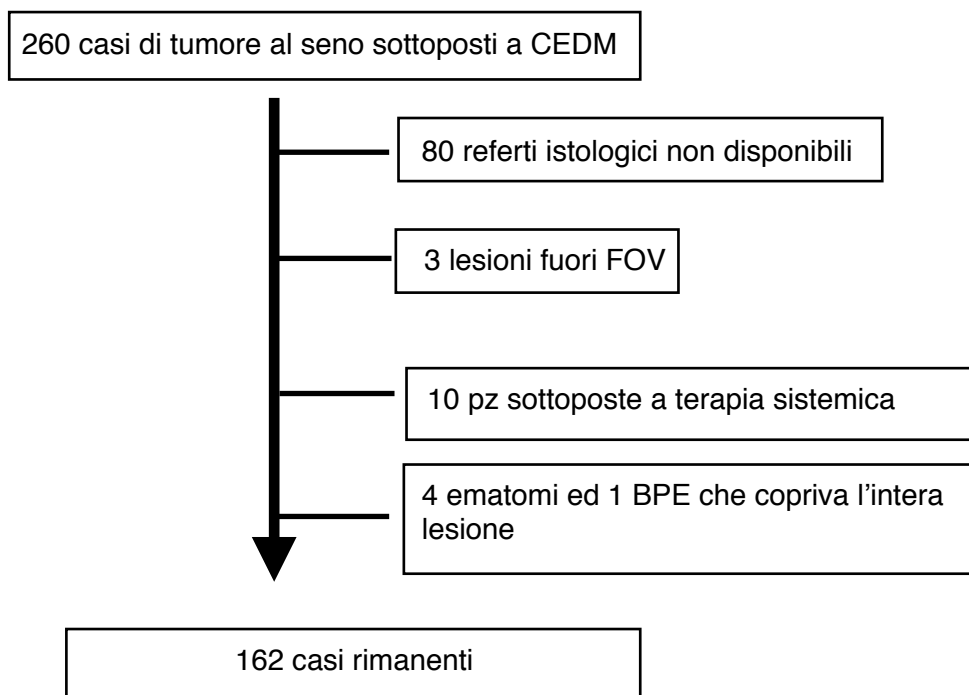 260 casi di tumore al seno sottoposti a CEDM
80 referti istologici non disponibili
3 lesioni fuori FOV
10 pz sottoposte a terapia sistemica
4 ematomi ed 1 BPE che copriva l’intera
lesione
162 casi rimanenti